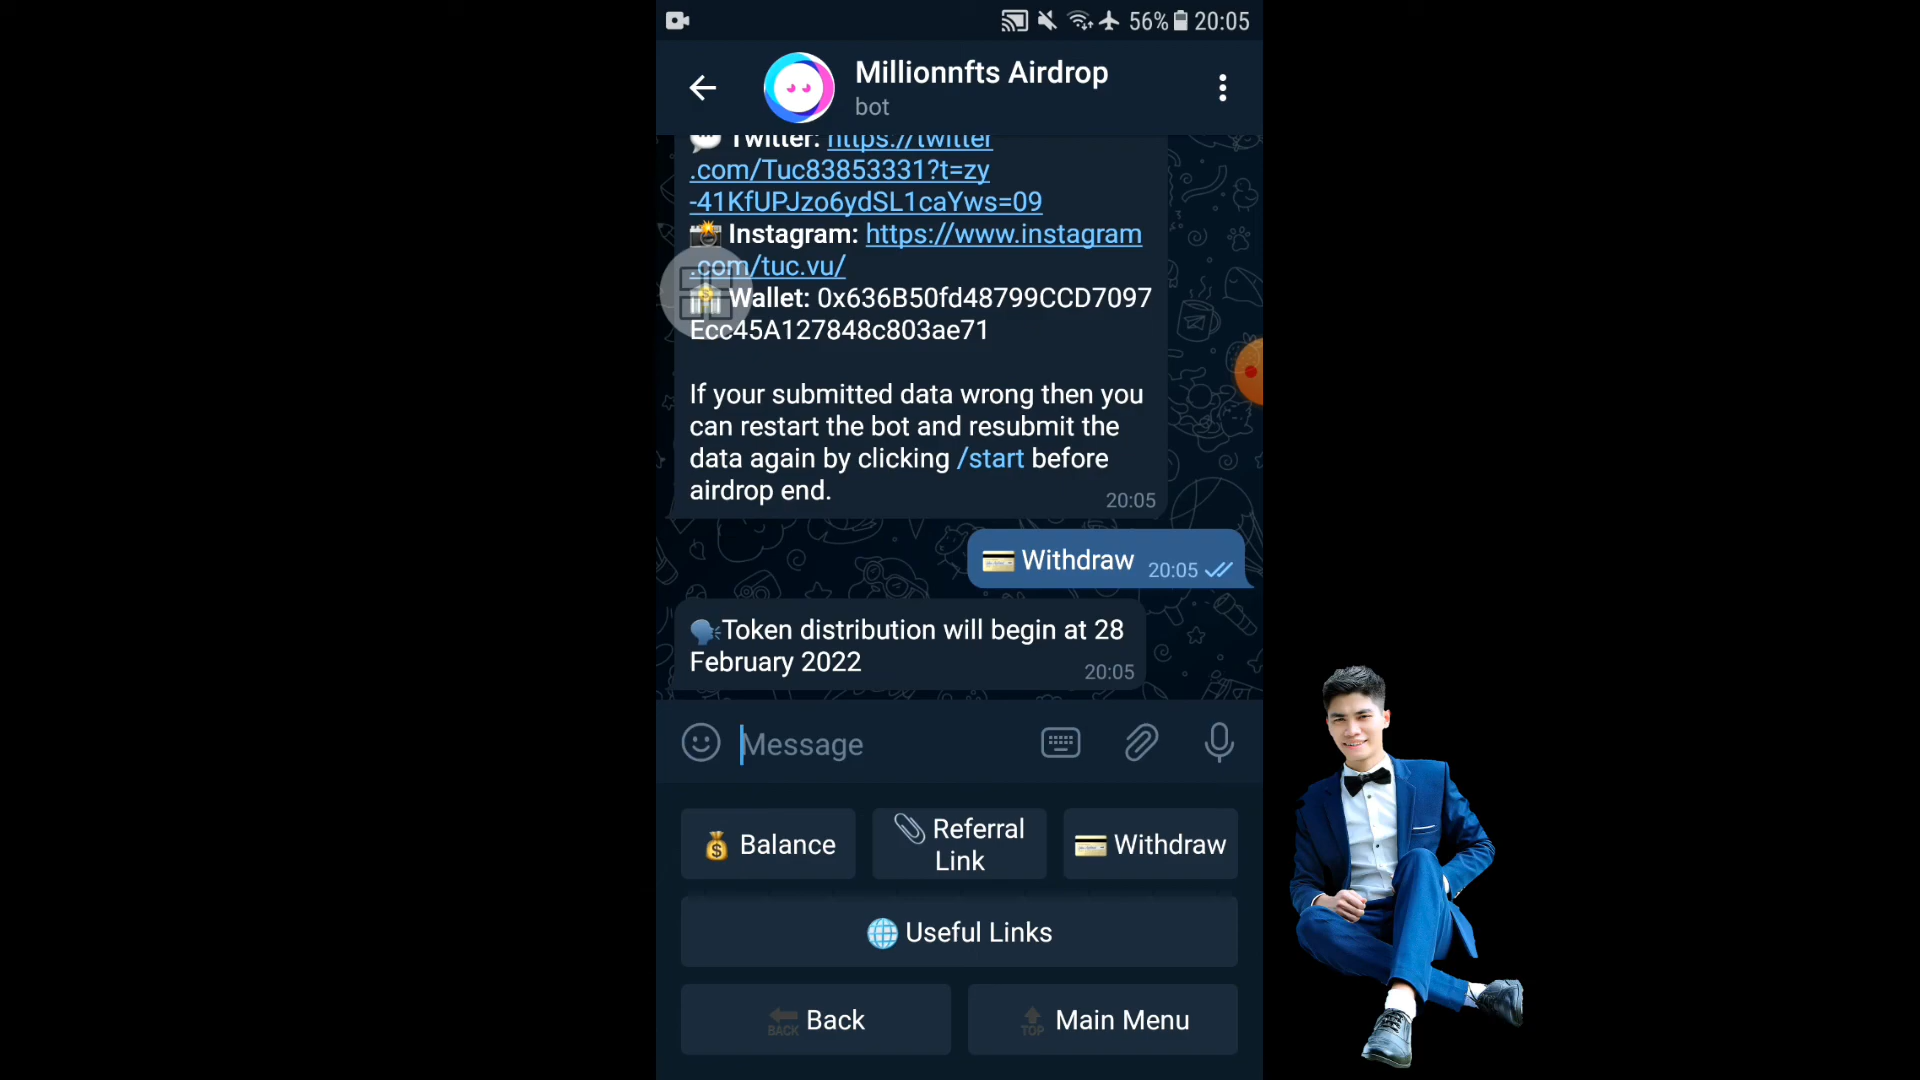 56% 20:05
Millionnfts Airdrop
bot
Twitter: https://twitter
.com/Tuc83853331?t=zy
-41KfUPJzo6ydSL1caYws=09
Instagram: https://www.instagram
.com/tuc.vu/
Wallet: 0x636B50fd48799CCD7097
Ecc45A127848c803ae71
If your submitted data wrong then you
can restart the bot and resubmit the
data again by clicking /start before
airdrop end.
20:05
Withdraw 20:05
Token distribution will begin at 28
February 2022
20:05
Message
Balance
Referral
Link
Withdraw
Useful Links
BACK Back
TOP Main Menu